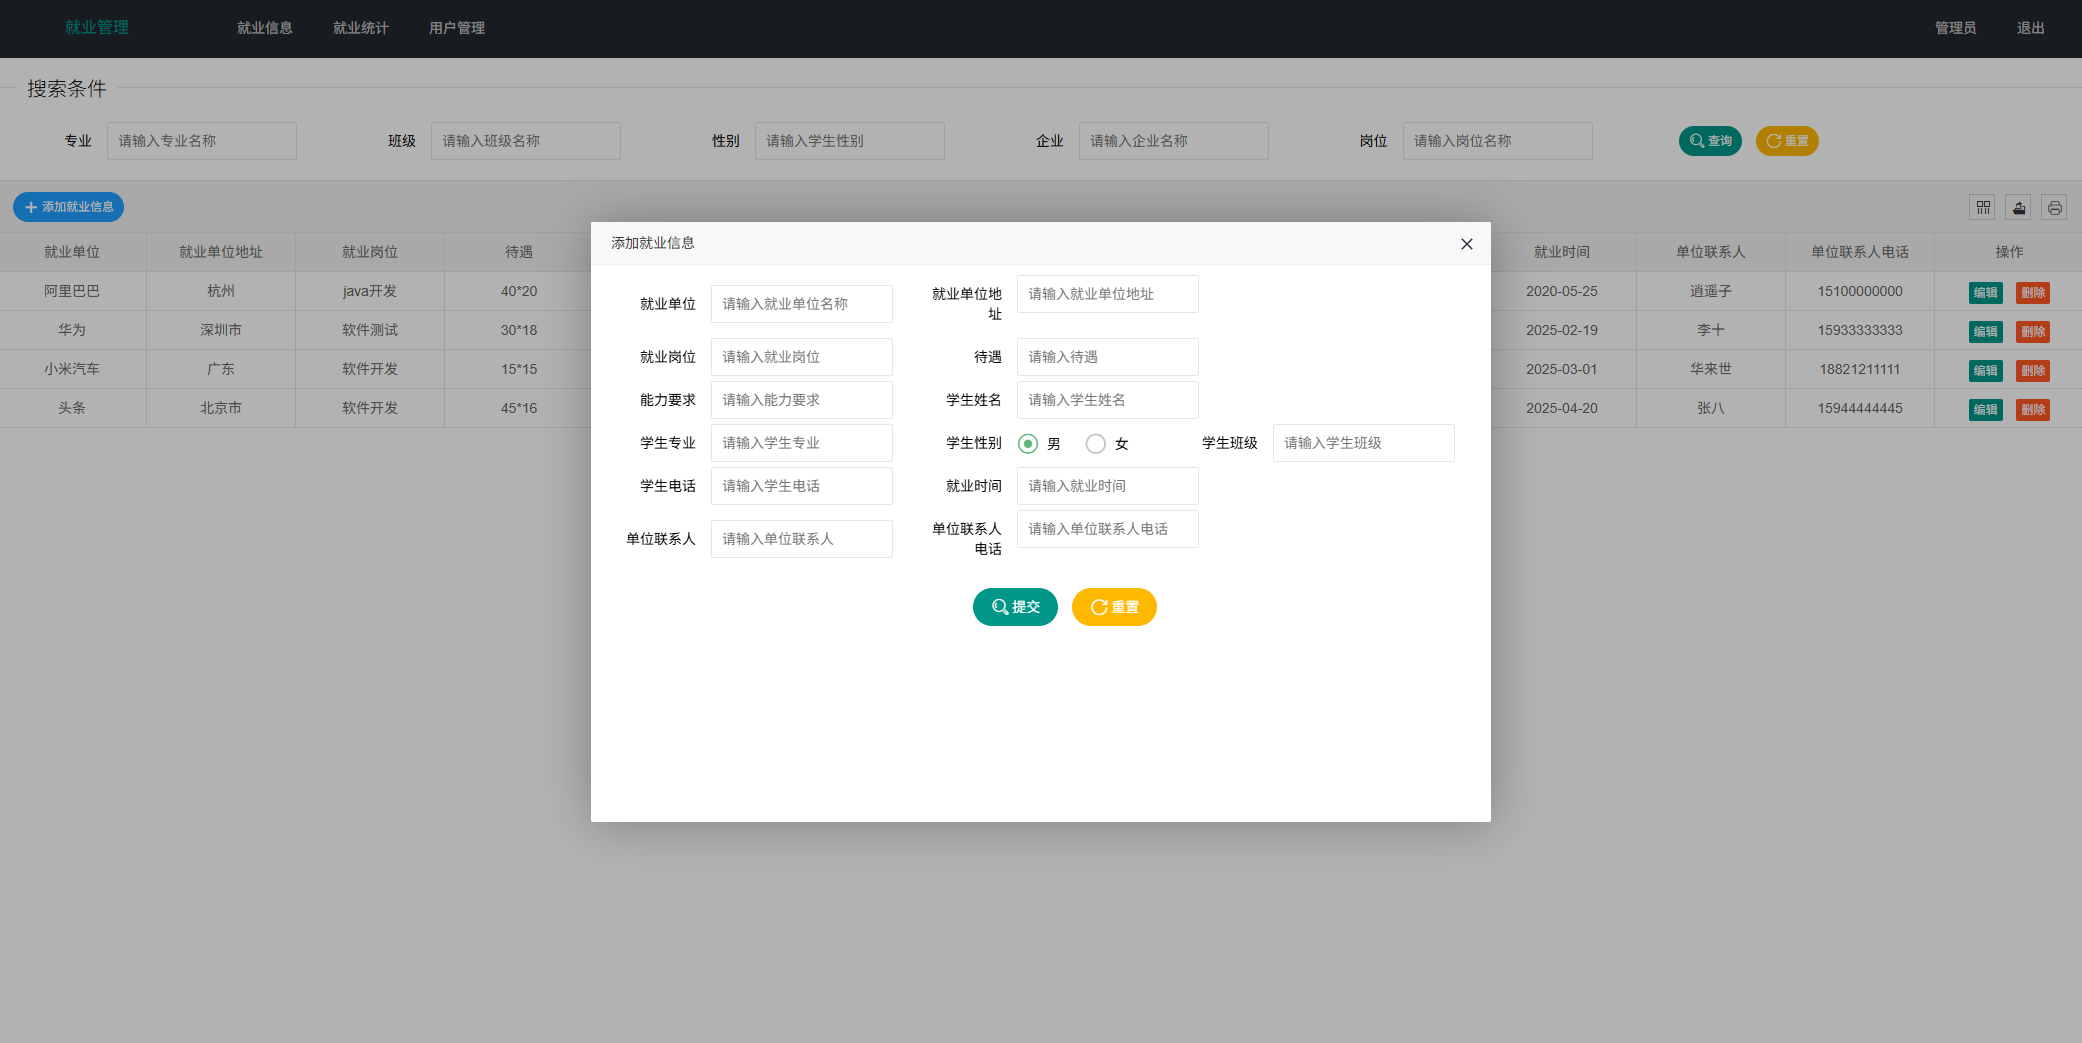 就业管理 就业信息 就业统计 用户管理 管理员 退出
搜索条件
专业 请输入专业名称 班级 请输入班级名称 性别 请输入学生性别 企业 请输入企业名称 岗位 请输入岗位名称 查询 重置
添加就业信息
就业单位 就业单位地址 就业岗位 待遇 就业时间 单位联系人 单位联系人电话 操作
阿里巴巴 杭州 java开发 40*20 2020-05-25 逍遥子 15100000000 编辑 删除
华为 深圳市 软件测试 30*18 2025-02-19 李十 15933333333 编辑 删除
小米汽车 广东 软件开发 15*15 2025-03-01 华来世 18821211111 编辑 删除
头条 北京市 软件开发 45*16 2025-04-20 张八 15944444445 编辑 删除
添加就业信息
就业单位 请输入就业单位名称 就业单位地 请输入就业单位地址
址
就业岗位 请输入就业岗位 待遇 请输入待遇
能力要求 请输入能力要求 学生姓名 请输入学生姓名
学生专业 请输入学生专业 学生性别 男 女 学生班级 请输入学生班级
学生电话 请输入学生电话 就业时间 请输入就业时间
单位联系人 请输入单位联系人 单位联系人 请输入单位联系人电话
电话
提交 重置